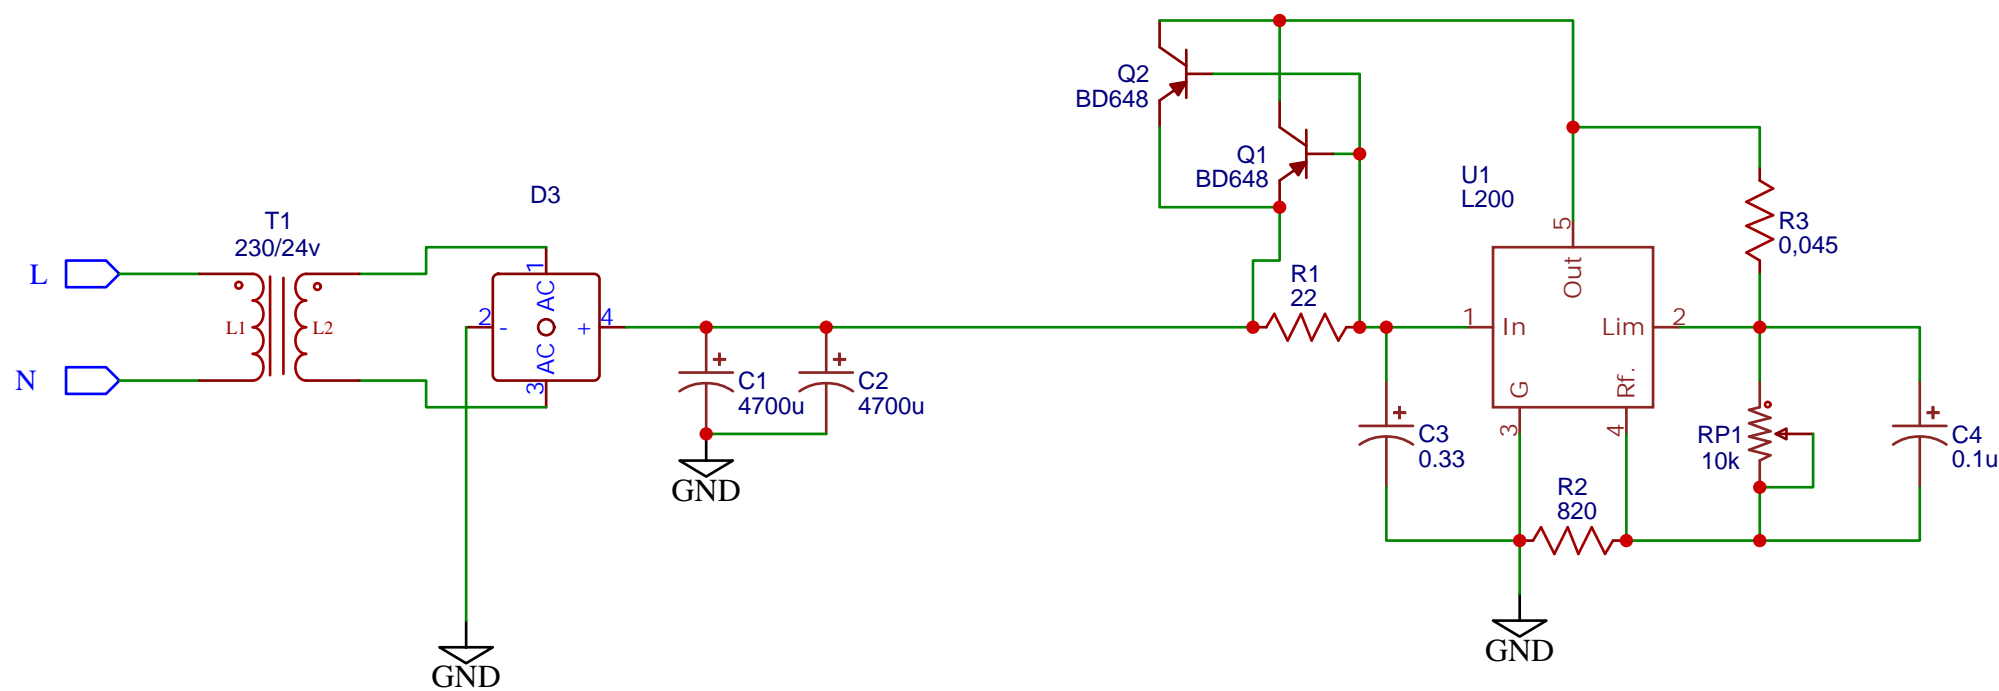 L
N
T1
230/24v
L1
L2
D3
1
2
3
4
AC
AC
-
+
+
C1
4700u
+
C2
4700u
GND
GND
Q2
BD648
Q1
BD648
R1
22
U1
L200
5
Out
1
In
Lim
2
G
3
Rf.
4
R3
0,045
+
C3
0.33
R2
820
RP1
10k
+
C4
0.1u
GND